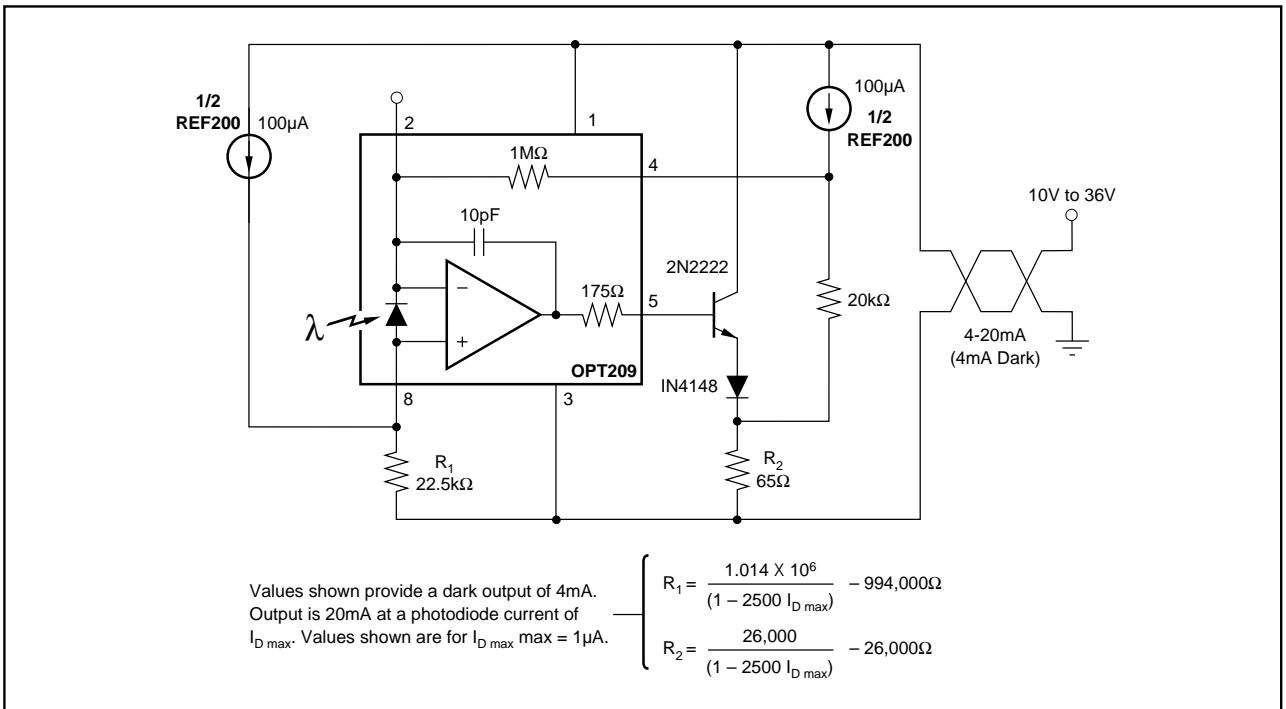 1/2
REF200
100µA
2
1
100µA
1/2
REF200
1MΩ
4
10V to 36V
10pF
2N2222
175Ω
5
20kΩ
λ
–
+
OPT209
4-20mA
(4mA Dark)
IN4148
8
3
R1
22.5kΩ
R2
65Ω
Values shown provide a dark output of 4mA.
Output is 20mA at a photodiode current of
ID max. Values shown are for ID max max = 1µA.
R1 = 1.014 X 10⁶ / (1 – 2500 ID max) – 994,000Ω
R2 = 26,000 / (1 – 2500 ID max) – 26,000Ω